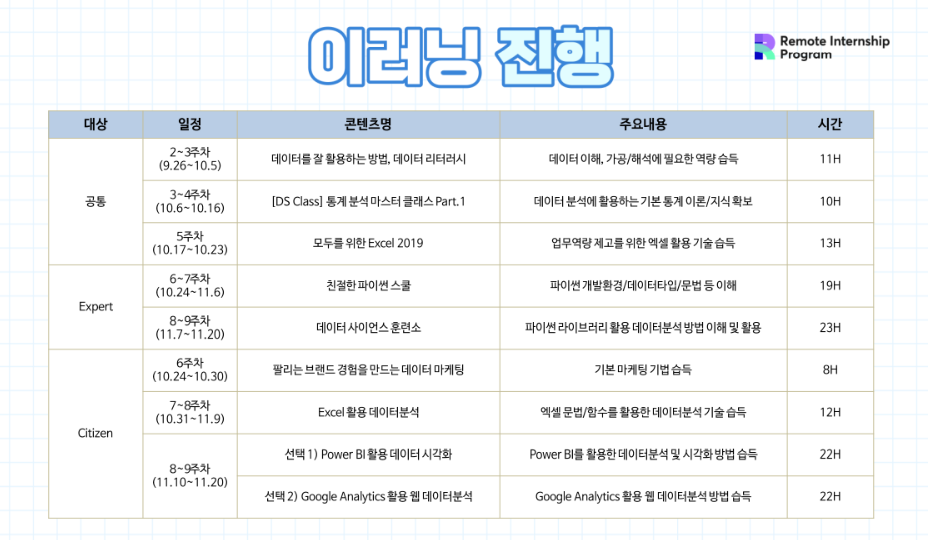 이러닝 진행
Remote Internship
Program
대상 일정 콘텐츠명 주요내용 시간
공통
2~3주차
(9.26~10.5)
데이터를 잘 활용하는 방법, 데이터 리터러시
데이터 이해, 가공/해석에 필요한 역량 습득
11H
3~4주차
(10.6~10.16)
[DS Class] 통계 분석 마스터 클래스 Part.1
데이터 분석에 활용하는 기본 통계 이론/지식 확보
10H
5주차
(10.17~10.23)
모두를 위한 Excel 2019
업무역량 제고를 위한 엑셀 활용 기술 습득
13H
Expert
6~7주차
(10.24~11.6)
친절한 파이썬 스쿨
파이썬 개발환경/데이터타입/문법 등 이해
19H
8~9주차
(11.7~11.20)
데이터 사이언스 훈련소
파이썬 라이브러리 활용 데이터분석 방법 이해 및 활용
23H
Citizen
6주차
(10.24~10.30)
팔리는 브랜드 경험을 만드는 데이터 마케팅
기본 마케팅 기법 습득
8H
7~8주차
(10.31~11.9)
Excel 활용 데이터분석
엑셀 문법/함수를 활용한 데이터분석 기술 습득
12H
8~9주차
(11.10~11.20)
선택 1) Power BI 활용 데이터 시각화
Power BI를 활용한 데이터분석 및 시각화 방법 습득
22H
선택 2) Google Analytics 활용 웹 데이터분석
Google Analytics 활용 웹 데이터분석 방법 습득
22H